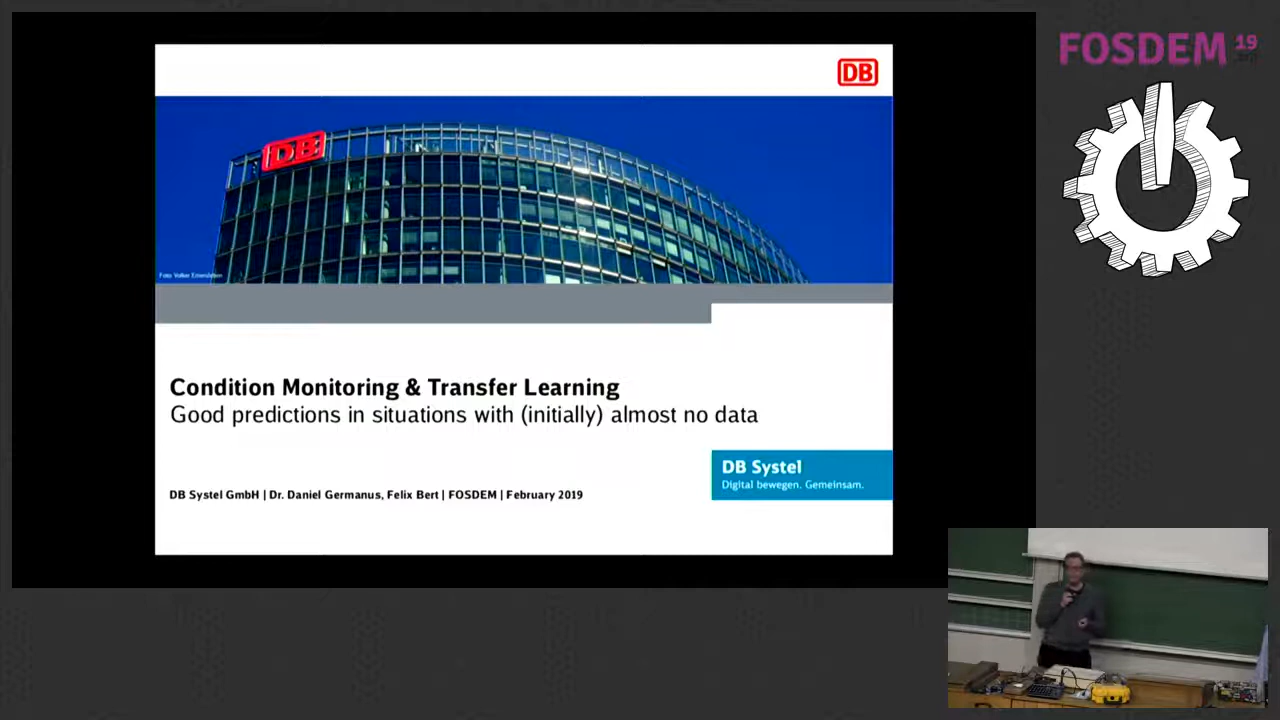 DB
DB
Condition Monitoring & Transfer Learning
Good predictions in situations with (initially) almost no data
DB Systel
Digital bewegen. Gemeinsam.
DB Systel GmbH | Dr. Daniel Germanus, Felix Bert | FOSDEM | February 2019
FOSDEM 19